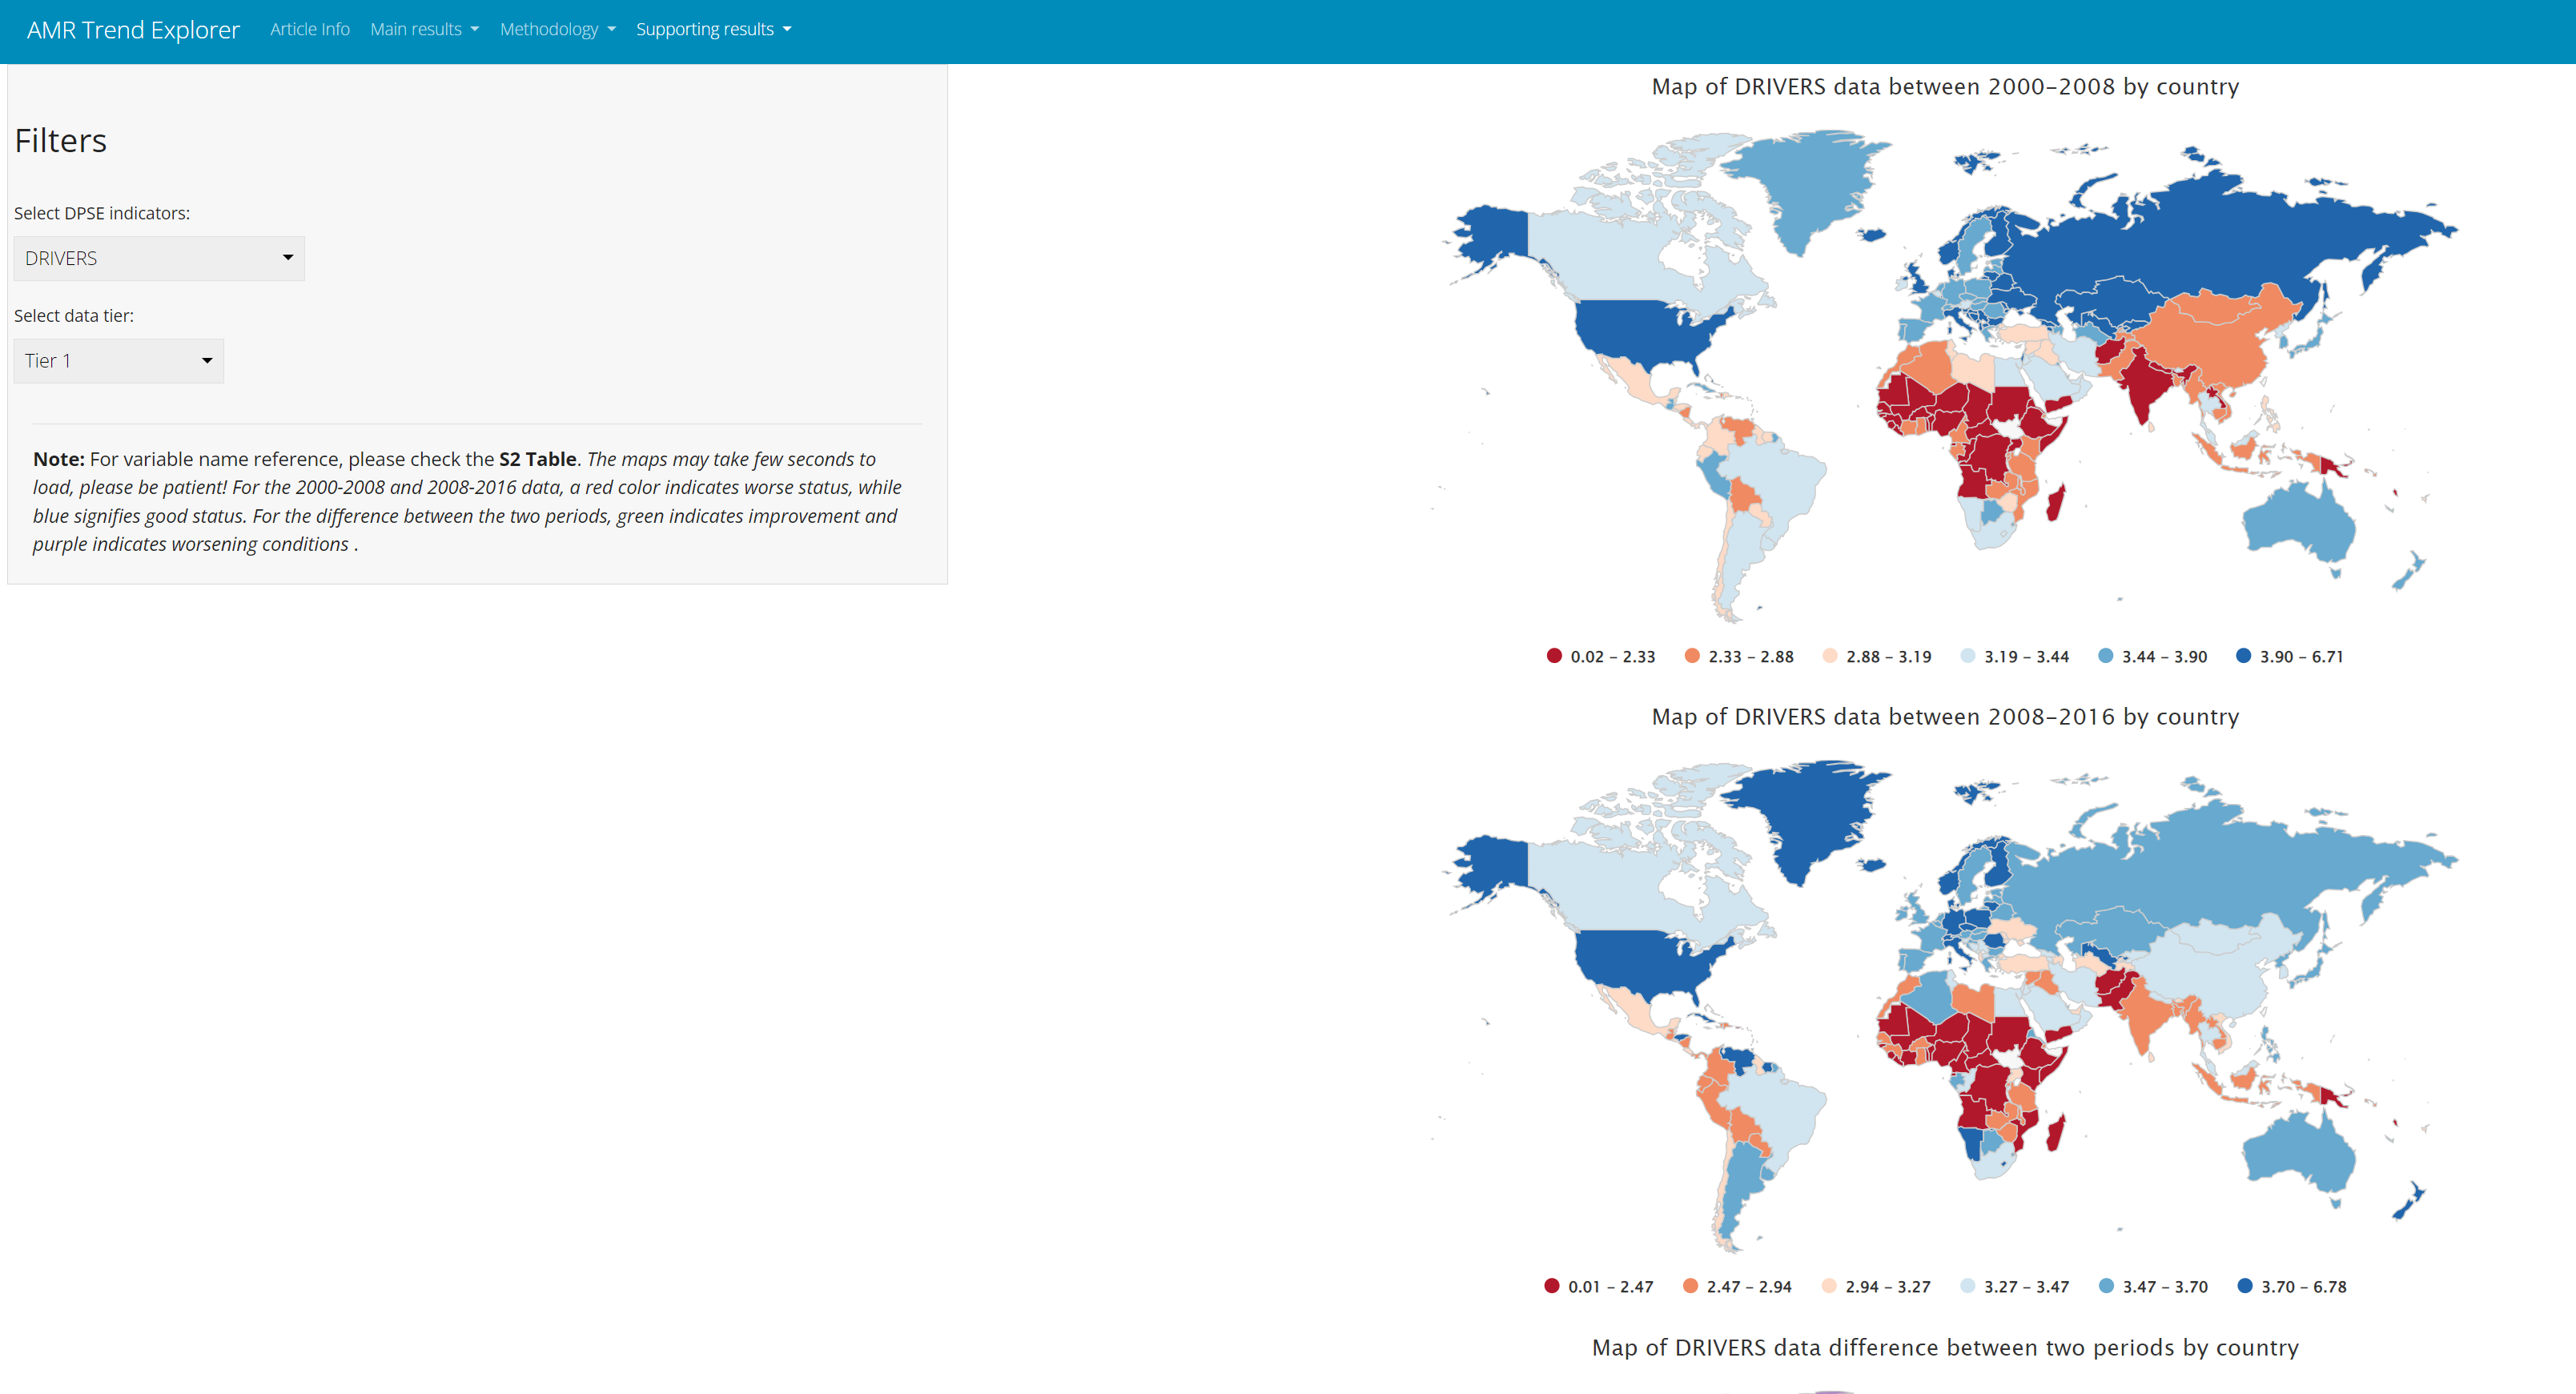 AMR Trend Explorer Article Info Main results Methodology Supporting results
Filters
Select DPSE indicators:
DRIVERS
Select data tier:
Tier 1
Note: For variable name reference, please check the S2 Table. The maps may take few seconds to
load, please be patient! For the 2000-2008 and 2008-2016 data, a red color indicates worse status, while
blue signifies good status. For the difference between the two periods, green indicates improvement and
purple indicates worsening conditions .
Map of DRIVERS data between 2000–2008 by country
0.02 – 2.33 2.33 – 2.88 2.88 – 3.19 3.19 – 3.44 3.44 – 3.90 3.90 – 6.71
Map of DRIVERS data between 2008–2016 by country
0.01 – 2.47 2.47 – 2.94 2.94 – 3.27 3.27 – 3.47 3.47 – 3.70 3.70 – 6.78
Map of DRIVERS data difference between two periods by country